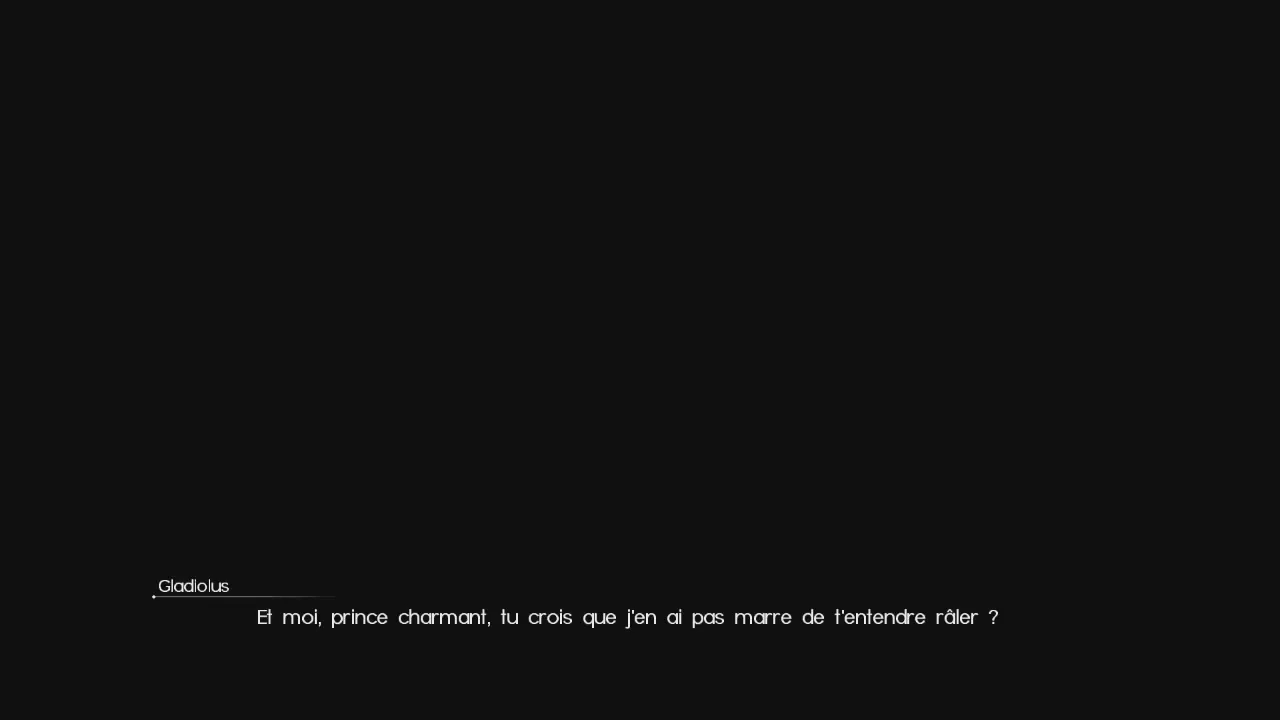 Gladiolus
Et moi, prince charmant, tu crois que j'en ai pas marre de t'entendre râler ?